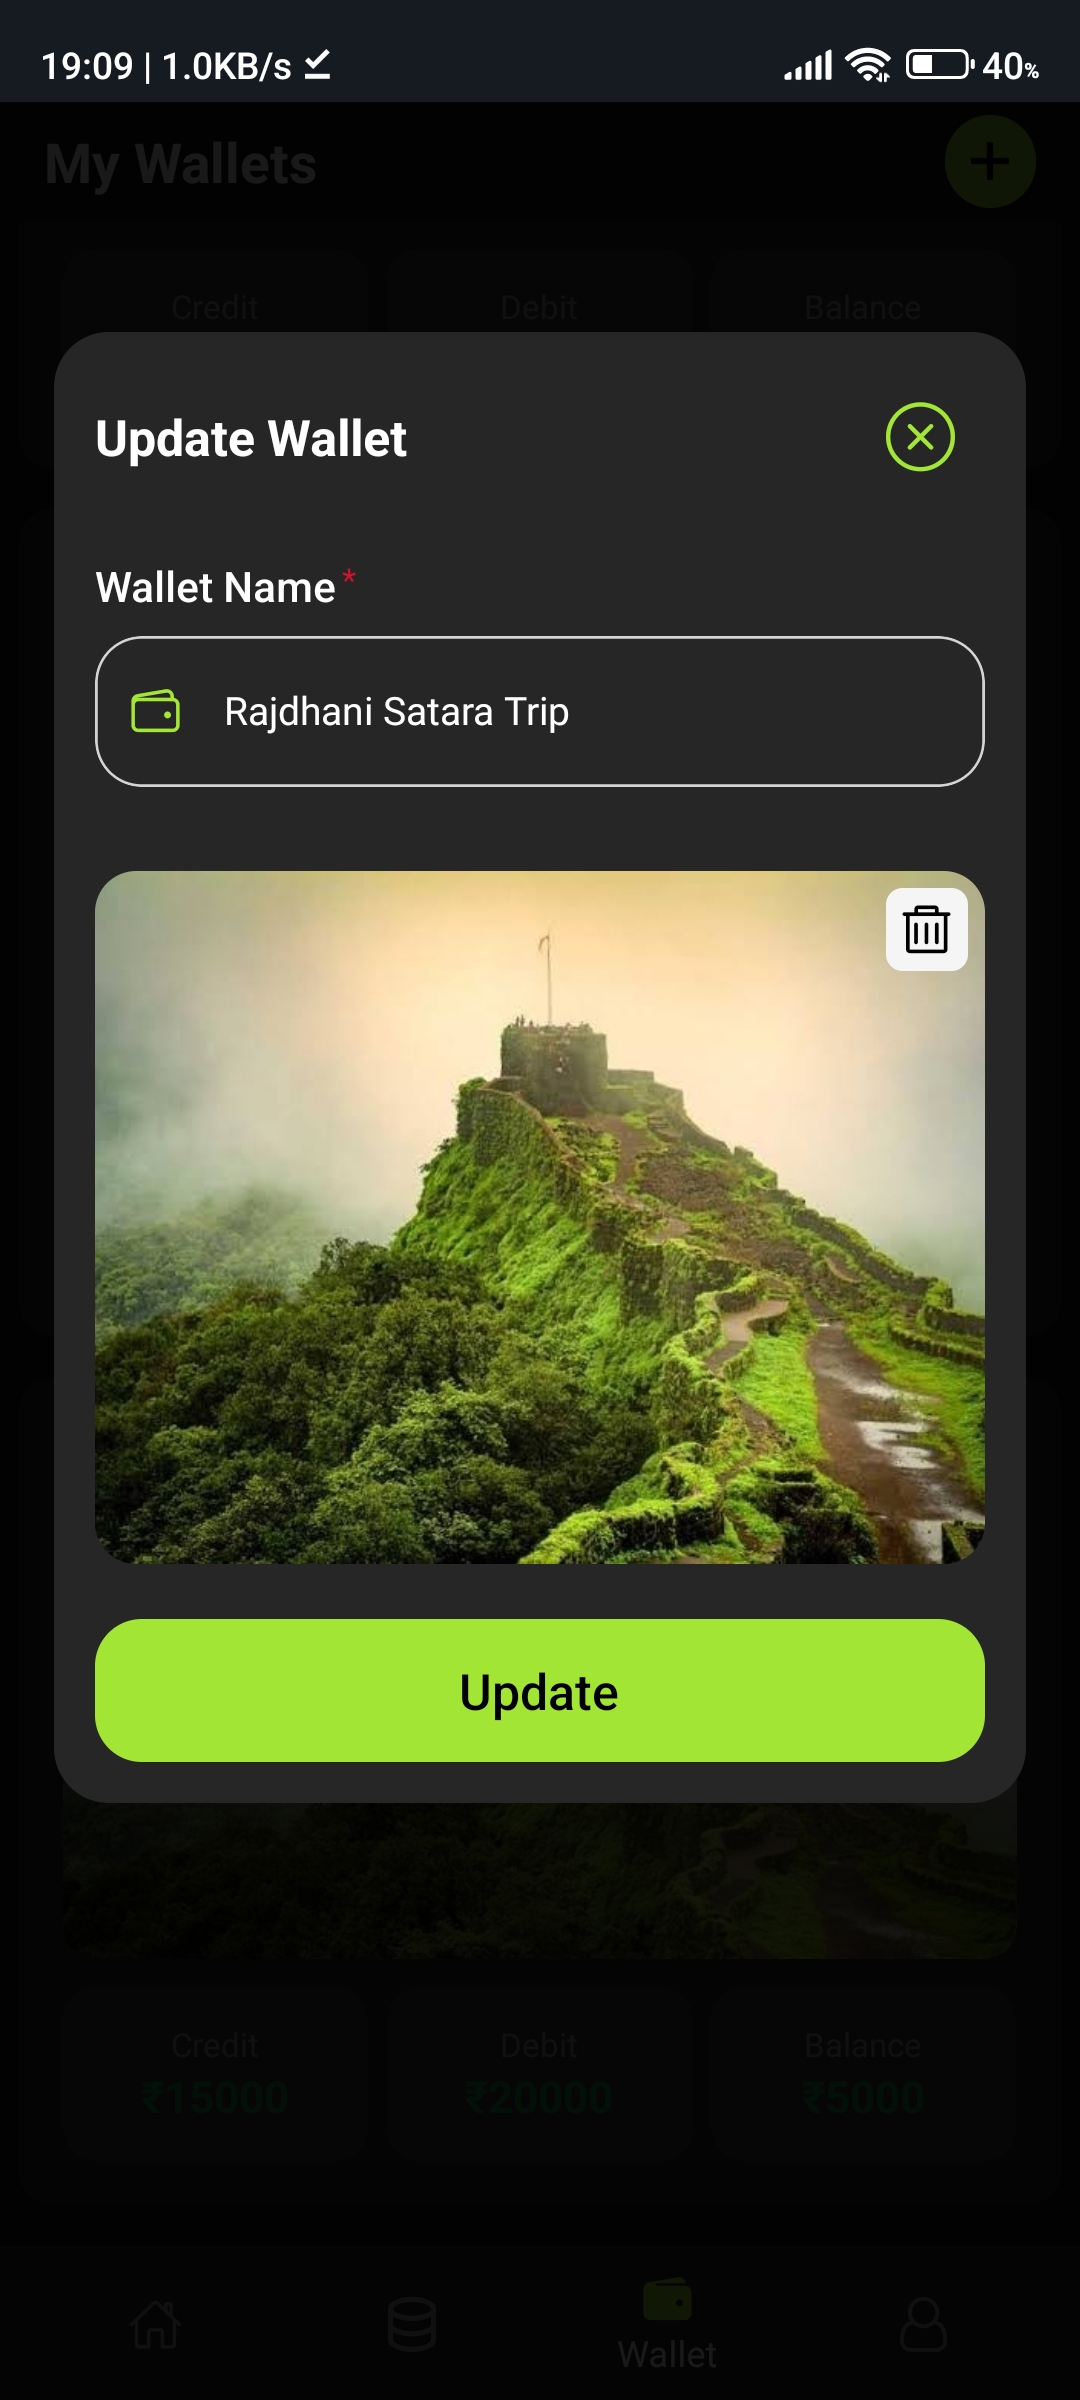 19:09 | 1.0KB/s
40%
My Wallets
Credit Debit Balance
Update Wallet
Wallet Name *
Rajdhani Satara Trip
Update
Credit Debit Balance
₹15000 ₹20000 ₹5000
Wallet